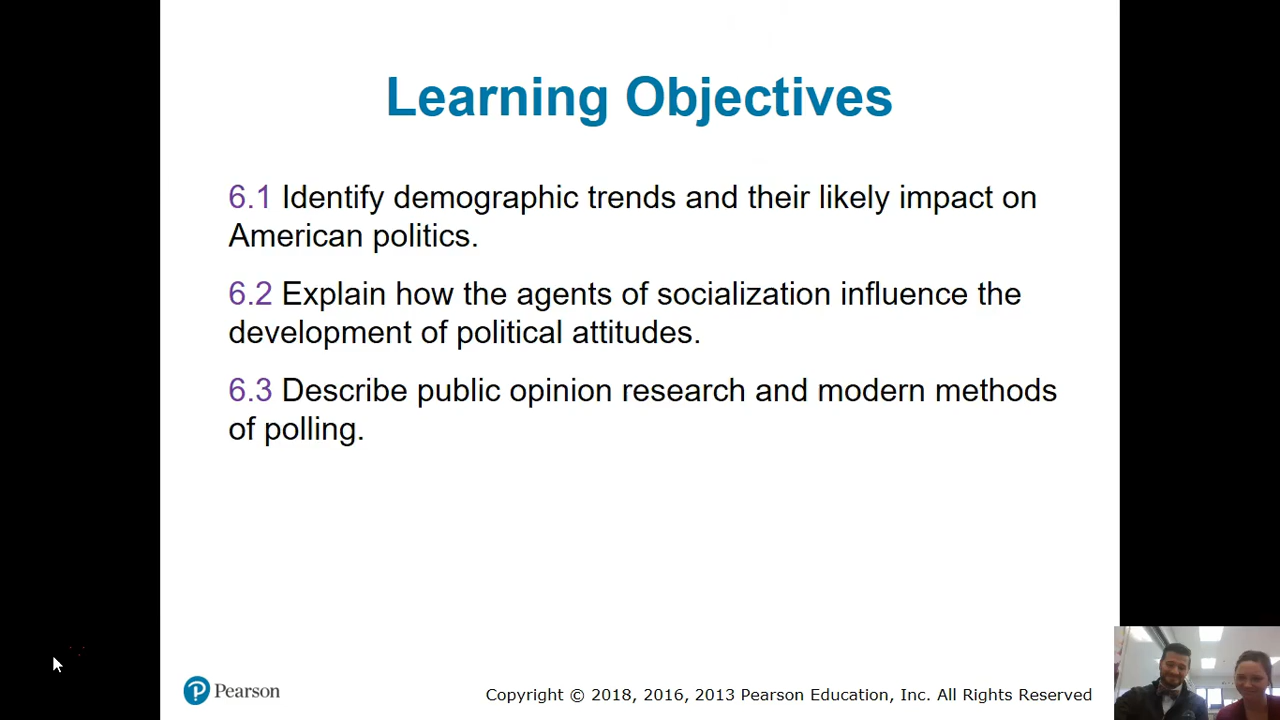 Learning Objectives
6.1 Identify demographic trends and their likely impact on
American politics.
6.2 Explain how the agents of socialization influence the
development of political attitudes.
6.3 Describe public opinion research and modern methods
of polling.
P Pearson
Copyright © 2018, 2016, 2013 Pearson Education, Inc. All Rights Reserved